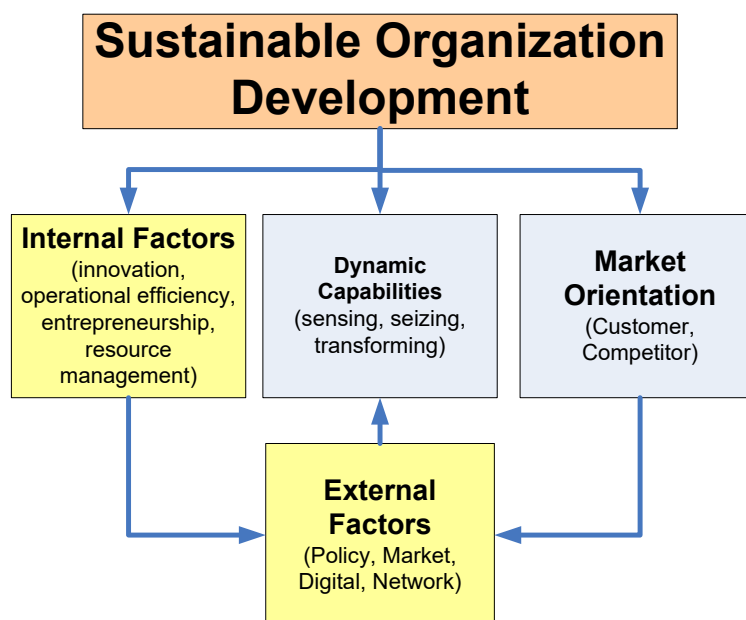 Sustainable Organization
Development
Internal Factors
(innovation,
operational efficiency,
entrepreneurship,
resource
management)
Dynamic
Capabilities
(sensing, seizing,
transforming)
Market
Orientation
(Customer,
Competitor)
External
Factors
(Policy, Market,
Digital, Network)